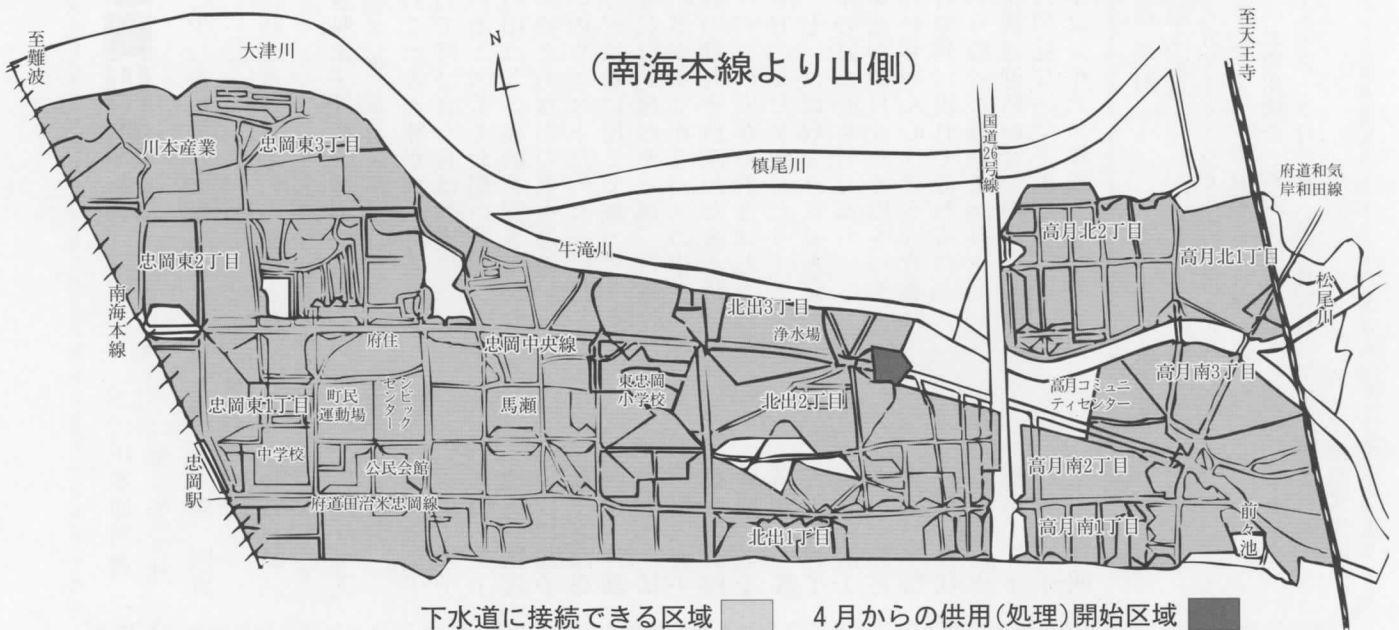 (南海本線より山側)
至難波
大津川
N
至天王寺
国道26号線
川本産業
忠岡東3丁目
槙尾川
府道和気
岸和田線
高月北2丁目
高月北1丁目
忠岡東2丁目
牛滝川
松尾川
南海本線
北出3丁目
浄水場
府住
忠岡中央線
高月南3丁目
東忠岡
小学校
高月コミュニ
ティセンター
忠岡東1丁目
町民
運動場
シビック
センター
馬瀬
北出2丁目
中学校
公民会館
忠岡駅
高月南2丁目
府道田治米忠岡線
前々池
高月南1丁目
北出1丁目
下水道に接続できる区域
4月からの供用(処理)開始区域